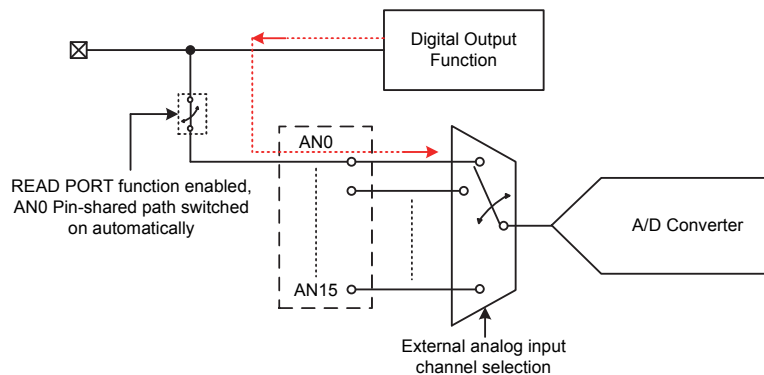 Digital Output
Function
AN0
READ PORT function enabled,
AN0 Pin-shared path switched
on automatically
A/D Converter
AN15
External analog input
channel selection